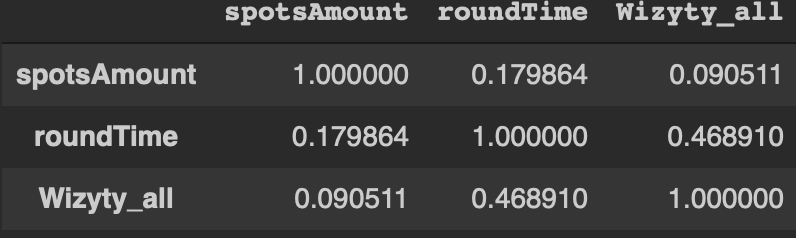 spotsAmount roundTime Wizyty_all
spotsAmount 1.000000 0.179864 0.090511
roundTime 0.179864 1.000000 0.468910
Wizyty_all 0.090511 0.468910 1.000000